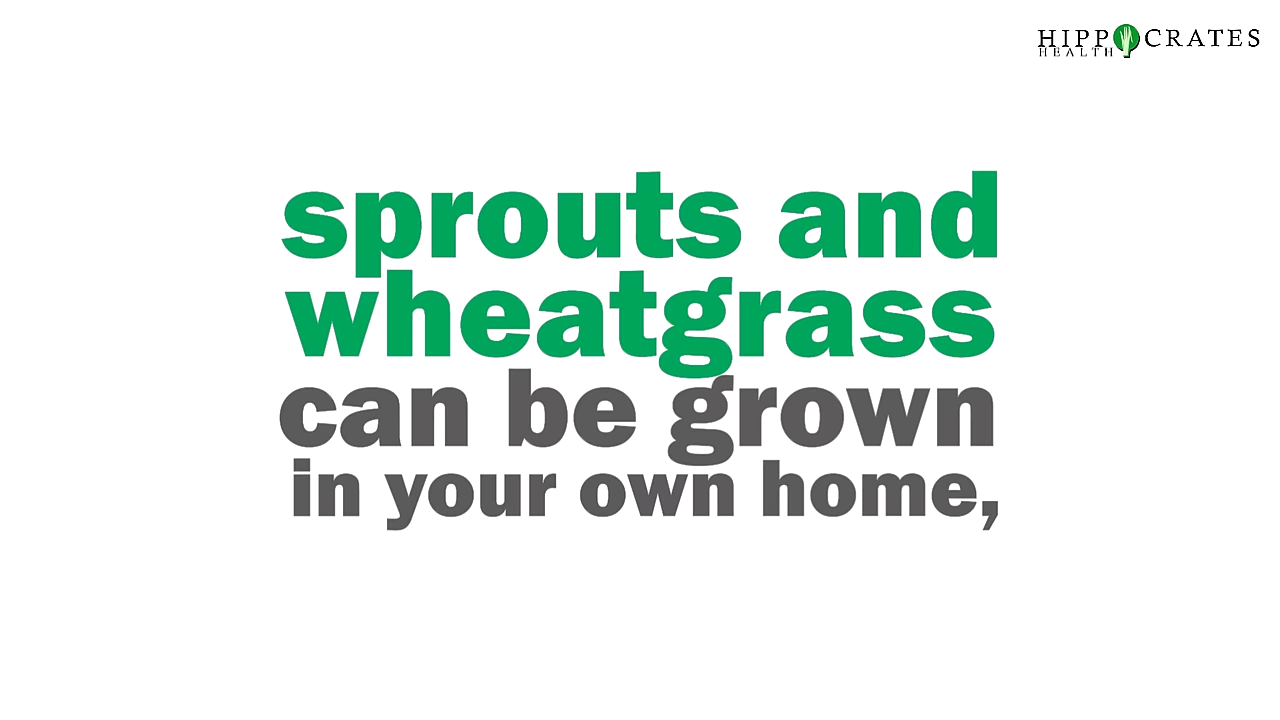 HIPPOCRATES
HEALTH
sprouts and
wheatgrass
can be grown
in your own home,